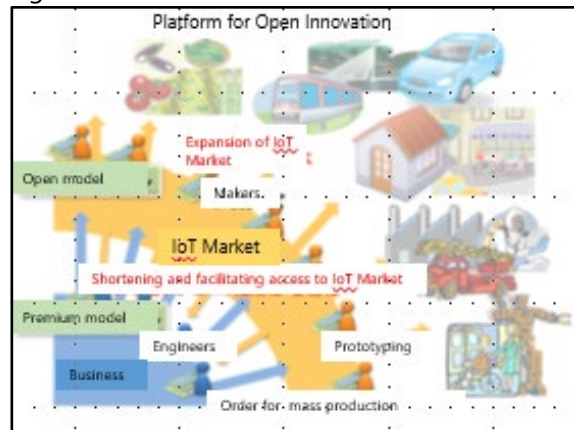 Platform for Open Innovation
Expansion of IoT
Market
Open model
Makers
IoT Market
Shortening and facilitating access to IoT Market
Premium model
Engineers
Prototyping
Business
Order for mass production